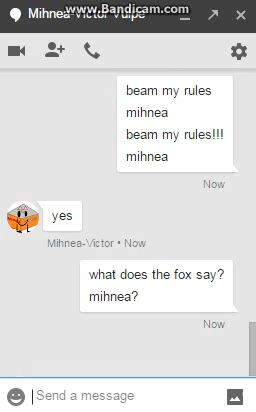 www.Bandicam.com
Mihnea-Victor Vulpe
beam my rules
mihnea
beam my rules!!!
mihnea
Now
yes
Mihnea-Victor • Now
what does the fox say?
mihnea?
Now
Send a message